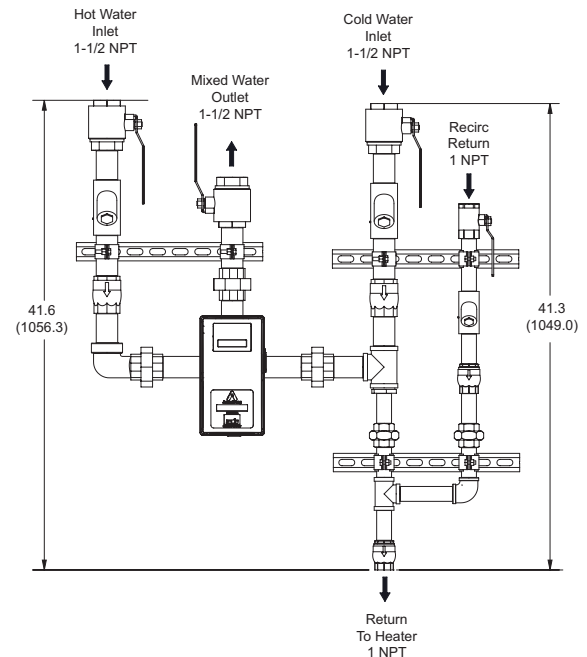 Hot Water
Inlet
1-1/2 NPT
Mixed Water
Outlet
1-1/2 NPT
Cold Water
Inlet
1-1/2 NPT
Recirc
Return
1 NPT
41.6
(1056.3)
41.3
(1049.0)
Return
To Heater
1 NPT